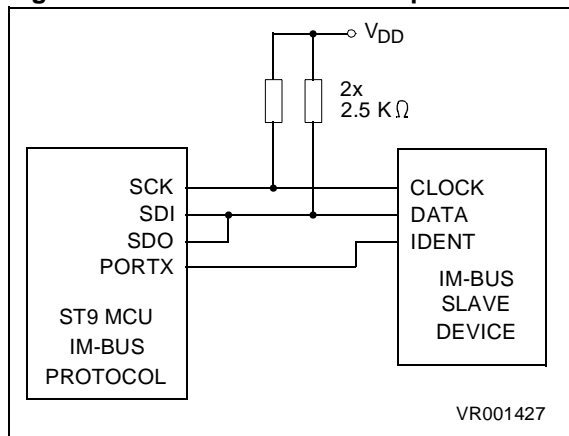 VDD
2x
2.5 KΩ
SCK
SDI
SDO
PORTX
ST9 MCU
IM-BUS
PROTOCOL
CLOCK
DATA
IDENT
IM-BUS
SLAVE
DEVICE
VR001427